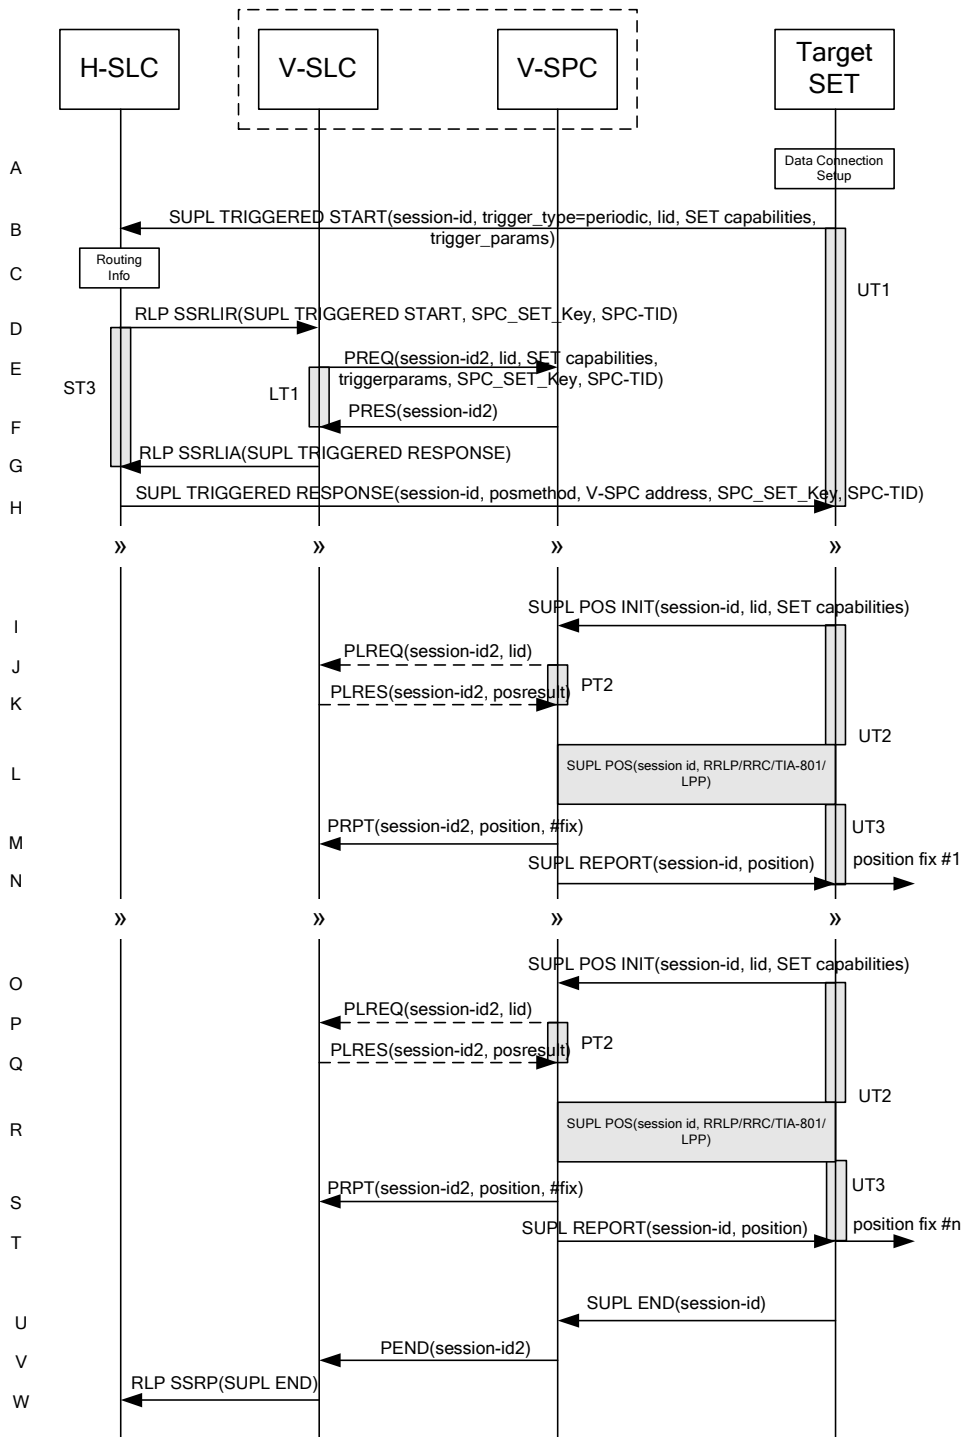 H-SLC
V-SLC
V-SPC
Target
SET
A
Data Connection
Setup
B
SUPL TRIGGERED START(session-id, trigger_type=periodic, lid, SET capabilities,
trigger_params)
C
Routing
Info
UT1
D
RLP SSRLIR(SUPL TRIGGERED START, SPC_SET_Key, SPC-TID)
E
PREQ(session-id2, lid, SET capabilities,
triggerparams, SPC_SET_Key, SPC-TID)
ST3
LT1
F
PRES(session-id2)
G
RLP SSRLIA(SUPL TRIGGERED RESPONSE)
H
SUPL TRIGGERED RESPONSE(session-id, posmethod, V-SPC address, SPC_SET_Key, SPC-TID)
» » » »
I
SUPL POS INIT(session-id, lid, SET capabilities)
J
PLREQ(session-id2, lid)
PT2
K
PLRES(session-id2, posresult)
UT2
L
SUPL POS(session id, RRLP/RRC/TIA-801/
LPP)
M
PRPT(session-id2, position, #fix)
UT3
N
SUPL REPORT(session-id, position)
position fix #1
» » » »
O
SUPL POS INIT(session-id, lid, SET capabilities)
P
PLREQ(session-id2, lid)
PT2
Q
PLRES(session-id2, posresult)
UT2
R
SUPL POS(session id, RRLP/RRC/TIA-801/
LPP)
S
PRPT(session-id2, position, #fix)
UT3
T
SUPL REPORT(session-id, position)
position fix #n
U
SUPL END(session-id)
V
PEND(session-id2)
W
RLP SSRP(SUPL END)